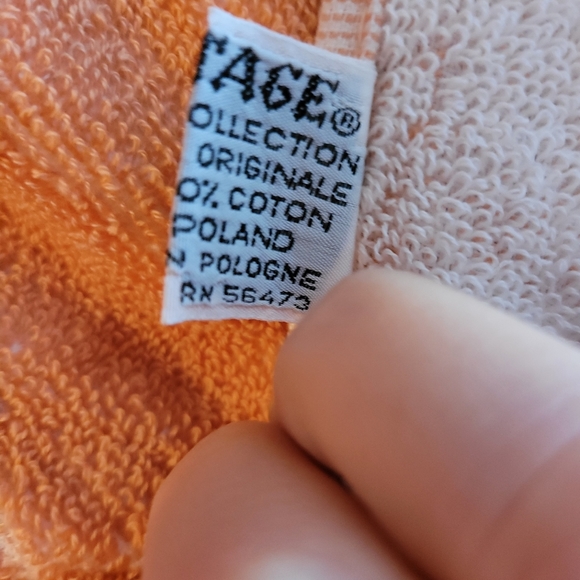 TAGE®
OLLECTION
ORIGINALE
0% COTON
POLAND
N POLOGNE
RN 56473